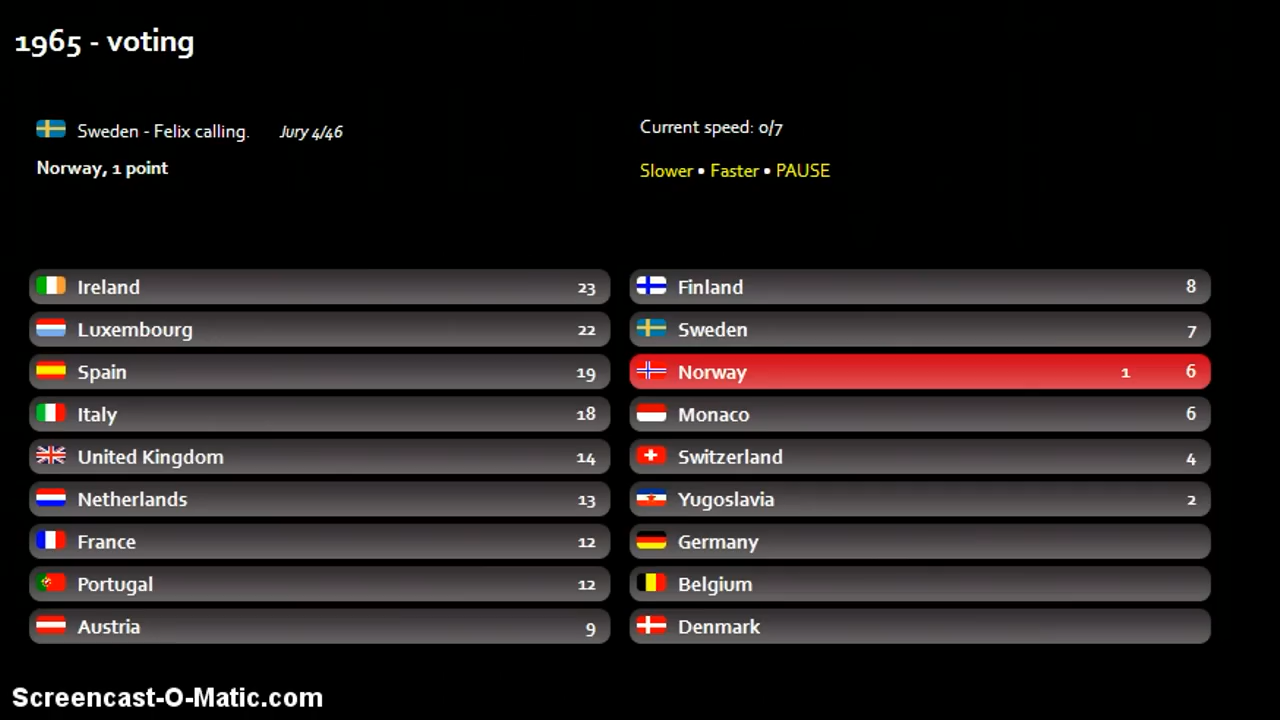 1965 - voting
Sweden - Felix calling. Jury 4/46
Norway, 1 point
Current speed: 0/7
Slower • Faster • PAUSE
Ireland 23
Luxembourg 22
Spain 19
Italy 18
United Kingdom 14
Netherlands 13
France 12
Portugal 12
Austria 9
Finland 8
Sweden 7
Norway 1 6
Monaco 6
Switzerland 4
Yugoslavia 2
Germany
Belgium
Denmark
Screencast-O-Matic.com